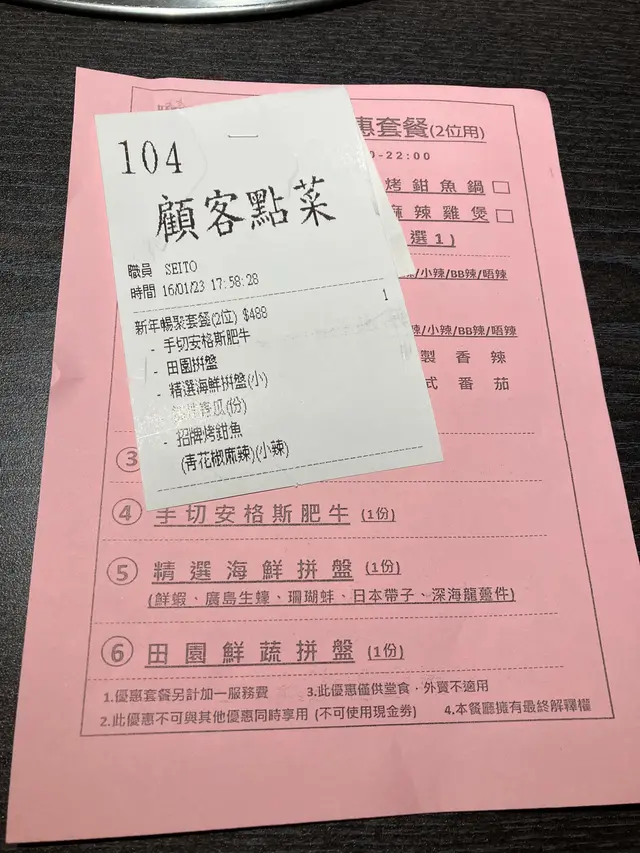 104
顧客點菜
職員 SEITO
時間 16/01/23 17:58:28
新年暢聚套餐(2位) $488 1
- 手切安格斯肥牛
- 田園拼盤
- 精選海鮮拼盤(小)
瓜(份)
- 招牌烤鉗魚
(青花椒麻辣)(小辣)
惠套餐(2位用)
0-22:00
烤鉗魚鍋□
麻辣雞煲□
選1)
/小辣/BB辣/唔辣
辣/小辣/BB辣/唔辣
製香辣
式番茄
③
④ 手切安格斯肥牛 (1份)
⑤ 精選海鮮拼盤 (1份)
(鮮蝦、廣島生蠔、珊瑚蚌、日本帶子、深海龍躉件)
⑥ 田園鮮蔬拼盤 (1份)
1.優惠套餐另計加一服務費 3.此優惠僅供堂食，外賣不適用
2.此優惠不可與其他優惠同時享用 (不可使用現金劵) 4.本餐廳擁有最終解釋權